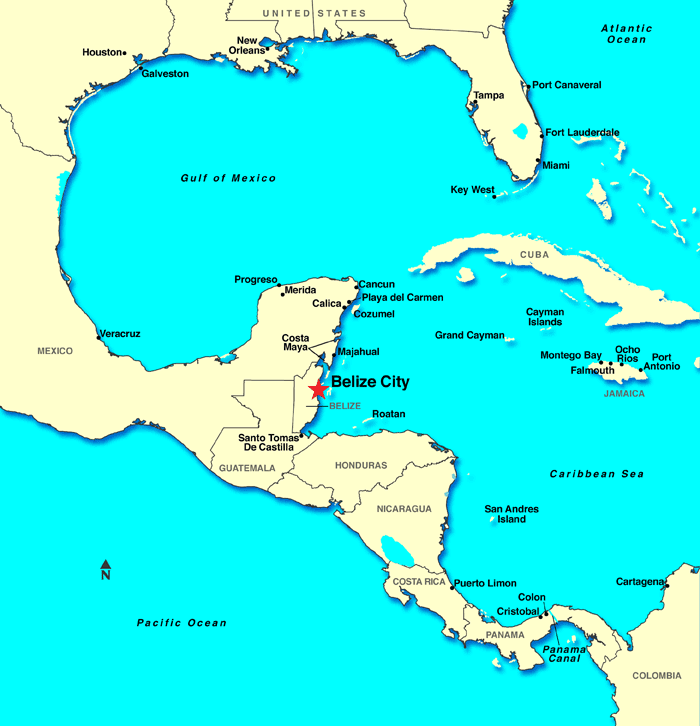 UNITED STATES
Atlantic
Ocean
New
Orleans
Houston
Galveston
Port Canaveral
Tampa
Fort Lauderdale
Miami
Gulf of Mexico
Key West
CUBA
Progreso
Merida
Cancun
Playa del Carmen
Calica
Cozumel
Cayman
Islands
Veracruz
Grand Cayman
Costa
Maya
Majahual
MEXICO
Montego Bay
Ocho
Rios
Port
Antonio
Falmouth
JAMAICA
Belize City
BELIZE
Roatan
Santo Tomas
De Castilla
GUATEMALA
HONDURAS
Caribbean Sea
NICARAGUA
San Andres
Island
N
COSTA RICA
Puerto Limon
Cartagena
Colon
Cristobal
Pacific Ocean
PANAMA
Panama
Canal
COLOMBIA